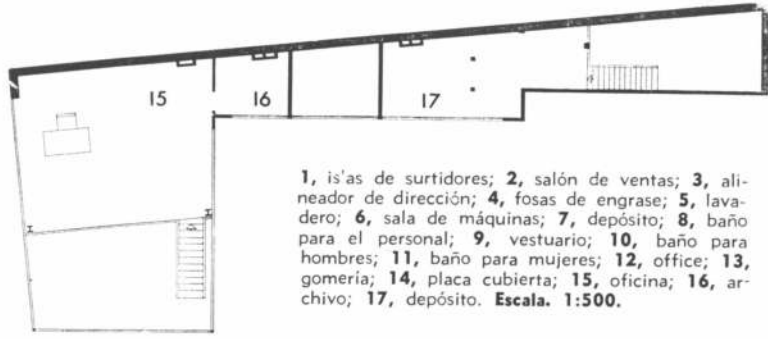 15
16
17
1, is'as de surtidores; 2, salón de ventas; 3, ali-
neador de dirección; 4, fosas de engrase; 5, lava-
dero; 6, sala de máquinas; 7, depósito; 8, baño
para el personal; 9, vestuario; 10, baño para
hombres; 11, baño para mujeres; 12, office; 13,
gomería; 14, placa cubierta; 15, oficina; 16, ar-
chivo; 17, depósito. Escala. 1:500.